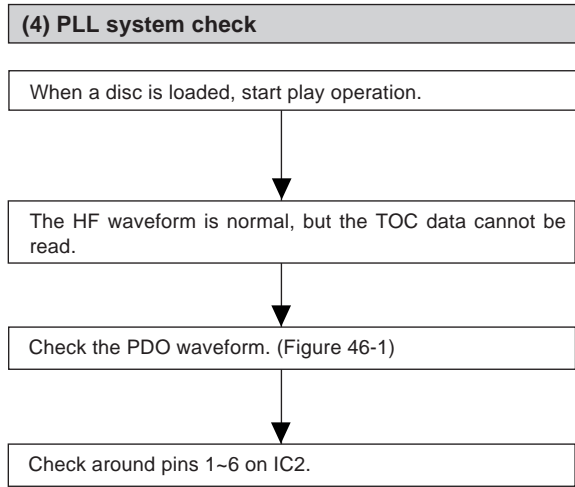 (4) PLL system check
When a disc is loaded, start play operation.
The HF waveform is normal, but the TOC data cannot be
read.
Check the PDO waveform. (Figure 46-1)
Check around pins 1~6 on IC2.